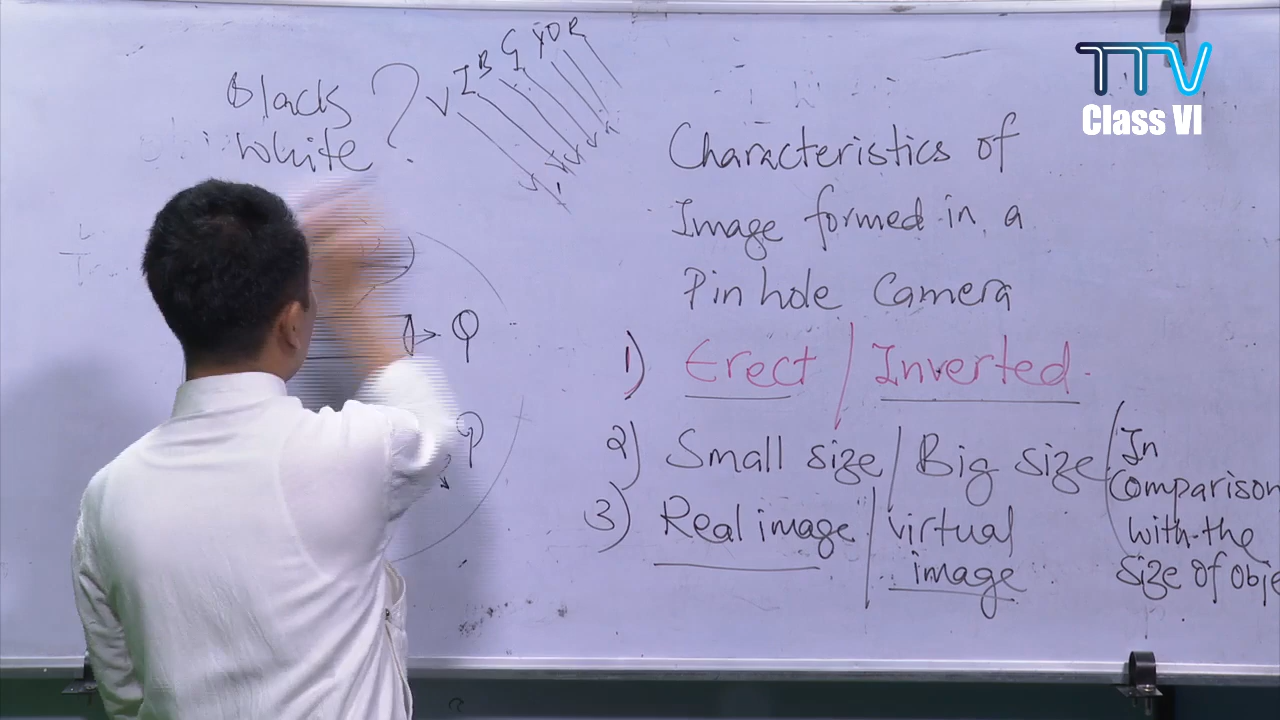 Black ?
White
V I B G Y O R
TTV
Class VI
Characteristics of
Image formed in a
Pin hole Camera
1) Erect / Inverted.
2) Small size / Big size / In
Comparison
with the
size of obje
3) Real image / virtual
image